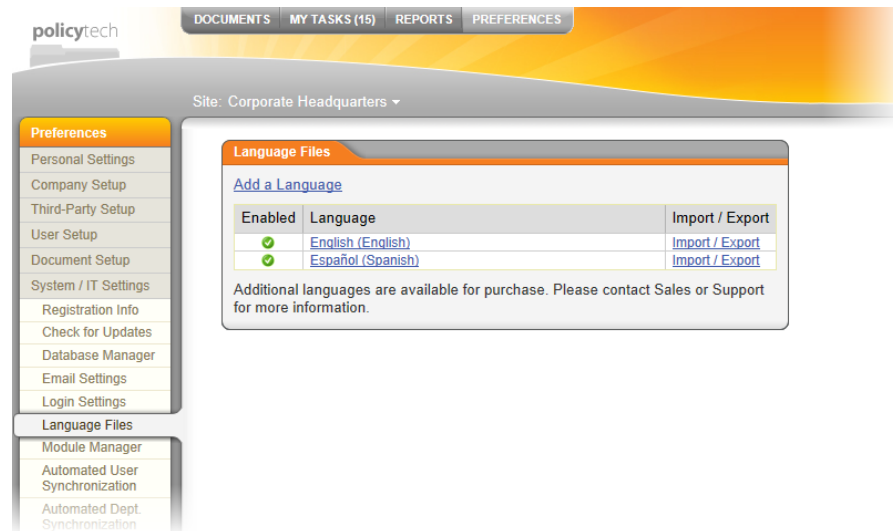 policytech
DOCUMENTS MY TASKS (15) REPORTS PREFERENCES
Site: Corporate Headquarters
Preferences
Personal Settings
Company Setup
Third-Party Setup
User Setup
Document Setup
System / IT Settings
Registration Info
Check for Updates
Database Manager
Email Settings
Login Settings
Language Files
Module Manager
Automated User
Synchronization
Automated Dept.
Synchronization
Language Files
Add a Language
Enabled Language Import / Export
English (English) Import / Export
Español (Spanish) Import / Export
Additional languages are available for purchase. Please contact Sales or Support
for more information.